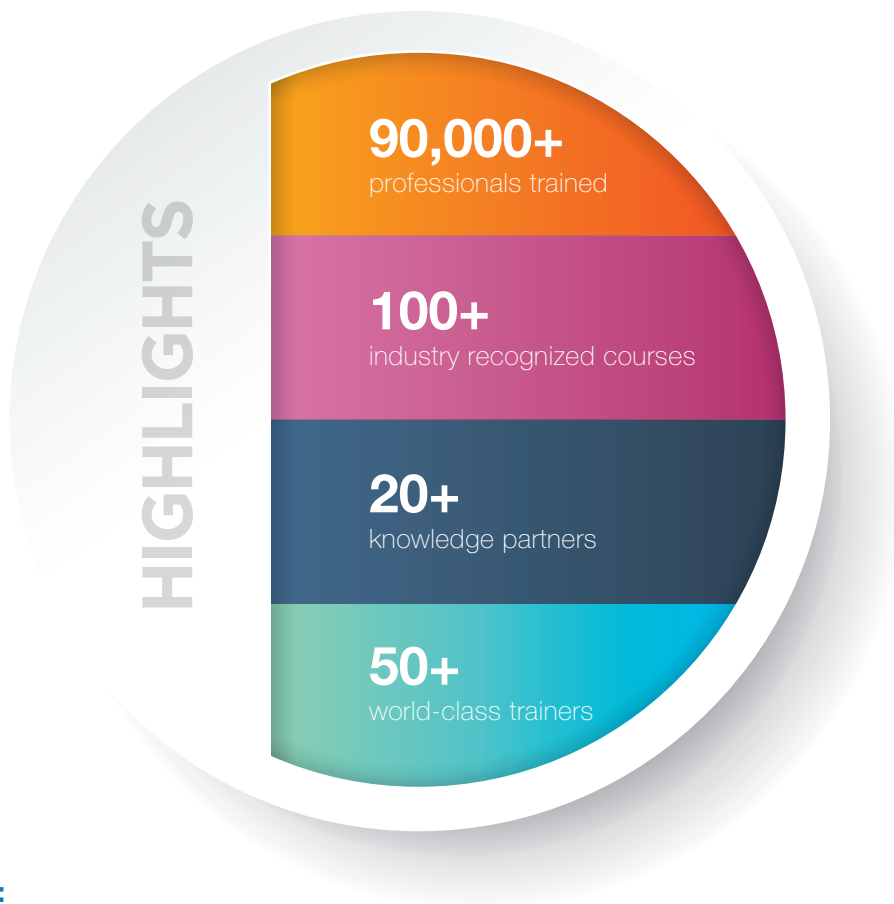 HIGHLIGHTS
90,000+
professionals trained
100+
industry recognized courses
20+
knowledge partners
50+
world-class trainers